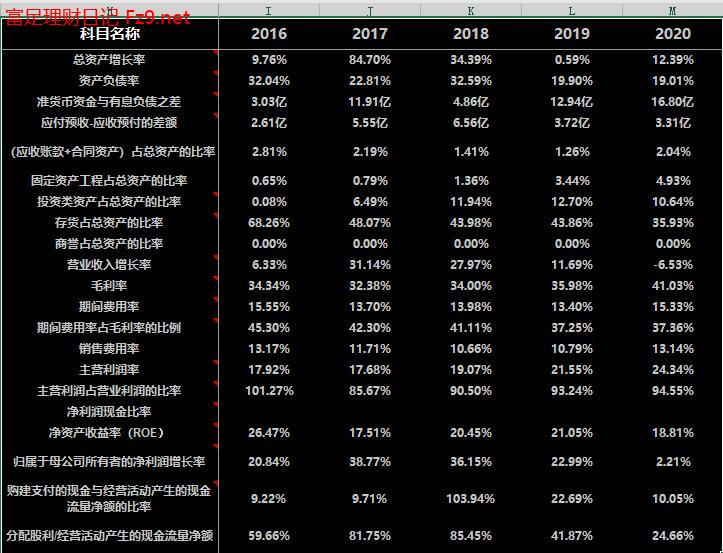 H I J K L M
富足理财日记 Fz9.net
科目名称 2016 2017 2018 2019 2020
总资产增长率 9.76% 84.70% 34.39% 0.59% 12.39%
资产负债率 32.04% 22.81% 32.59% 19.90% 19.01%
准货币资金与有息负债之差 3.03亿 11.91亿 4.86亿 12.94亿 16.80亿
应付预收-应收预付的差额 2.61亿 5.55亿 6.56亿 3.72亿 3.31亿
（应收账款+合同资产）占总资产的比率 2.81% 2.19% 1.41% 1.26% 2.04%
固定资产工程占总资产的比率 0.65% 0.79% 1.36% 3.44% 4.93%
投资类资产占总资产的比率 0.08% 6.49% 11.94% 12.70% 10.64%
存货占总资产的比率 68.26% 48.07% 43.98% 43.86% 35.93%
商誉占总资产的比率 0.00% 0.00% 0.00% 0.00% 0.00%
营业收入增长率 6.33% 31.14% 27.97% 11.69% -6.53%
毛利率 34.34% 32.38% 34.00% 35.98% 41.03%
期间费用率 15.55% 13.70% 13.98% 13.40% 15.33%
期间费用率占毛利率的比例 45.30% 42.30% 41.11% 37.25% 37.36%
销售费用率 13.17% 11.71% 10.66% 10.79% 13.14%
主营利润率 17.92% 17.68% 19.07% 21.55% 24.34%
主营利润占营业利润的比率 101.27% 85.67% 90.50% 93.24% 94.55%
净利润现金比率
净资产收益率（ROE） 26.47% 17.51% 20.45% 21.05% 18.81%
归属于母公司所有者的净利润增长率 20.84% 38.77% 36.15% 22.99% 2.21%
购建支付的现金与经营活动产生的现金
流量净额的比率 9.22% 9.71% 103.94% 22.69% 10.05%
分配股利/经营活动产生的现金流量净额 59.66% 81.75% 85.45% 41.87% 24.66%